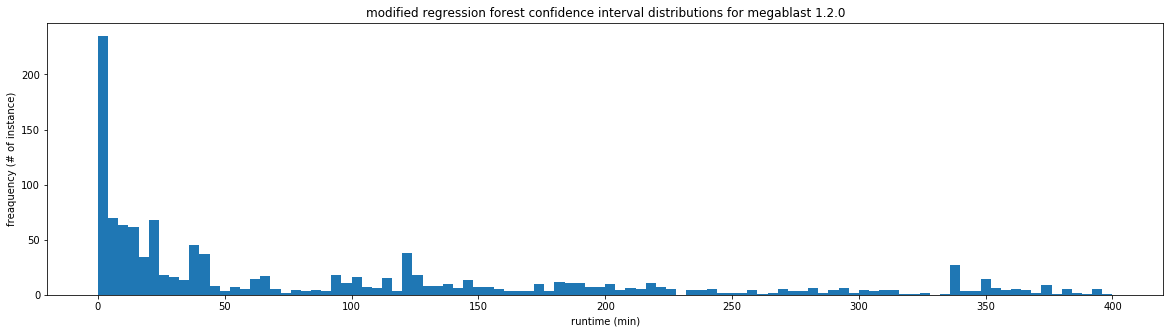 modified regression forest confidence interval distributions for megablast 1.2.0
freaquency (# of instance)
200
150
100
50
0
0 50 100 150 200 250 300 350 400
runtime (min)